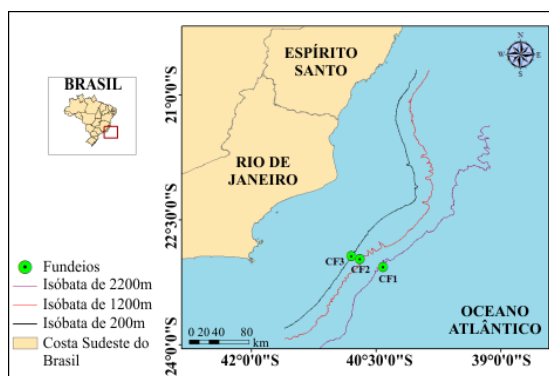 BRASIL
ESPÍRITO
SANTO
RIO DE
JANEIRO
N
W E
S
21°0'0"S
22°30'0"S
24°0'0"S
CF3
CF2
CF1
Fundeios
Isóbata de 2200m
Isóbata de 1200m
Isóbata de 200m
Costa Sudeste do
Brasil
OCEANO
ATLÂNTICO
0 20 40 80
km
42°0'0"S
40°30'0"S
39°0'0"S